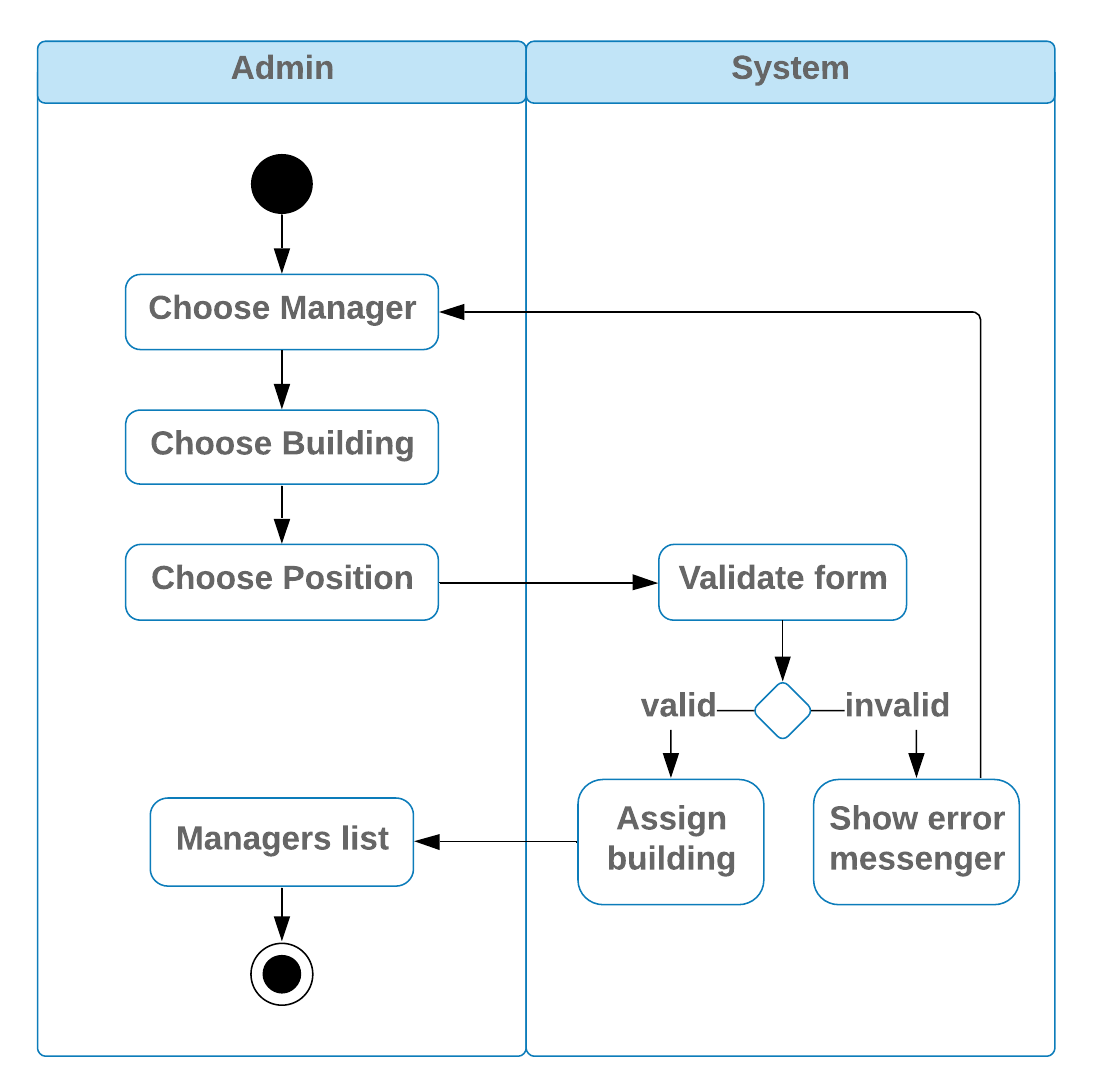 Admin
System
Choose Manager
Choose Building
Choose Position
Validate form
valid
invalid
Assign
building
Show error
messenger
Managers list